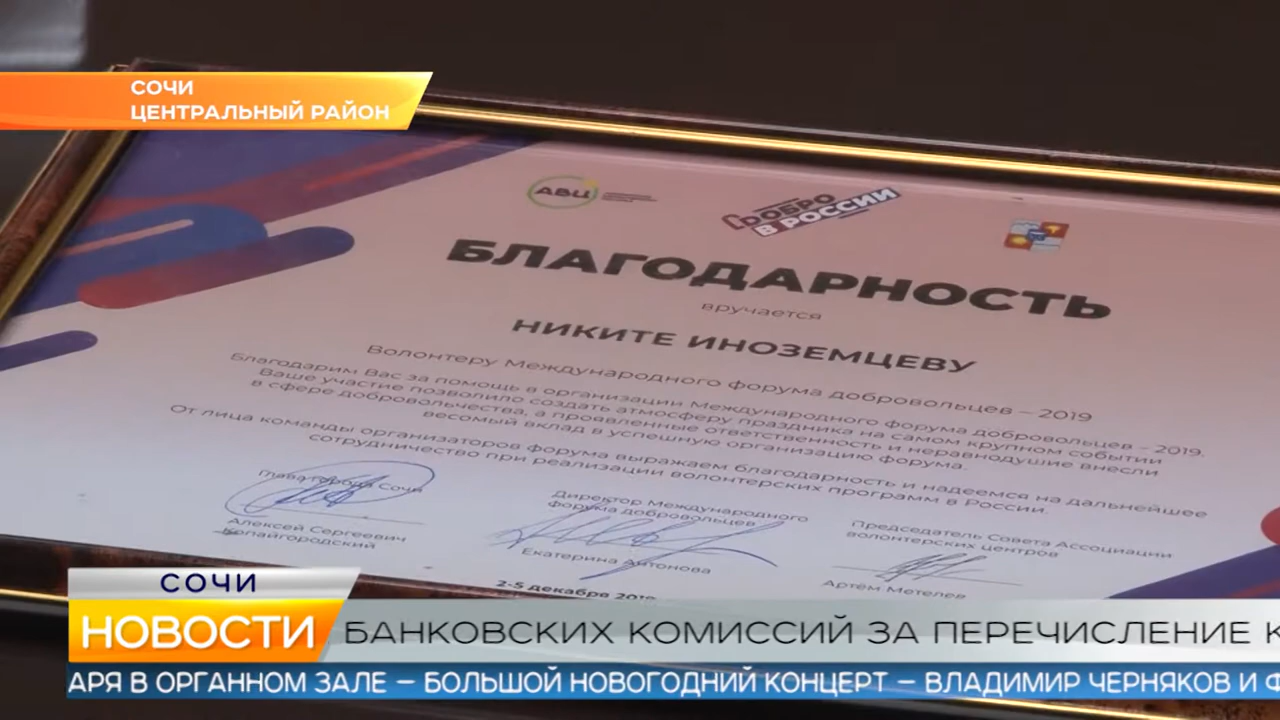 СОЧИ
ЦЕНТРАЛЬНЫЙ РАЙОН
АВЦ
ДОБРО
В РОССИИ
БЛАГОДАРНОСТЬ
вручается
НИКИТЕ ИНОЗЕМЦЕВУ
Волонтеру Международного форума добровольцев – 2019
Благодарим Вас за помощь в организации Международного форума добровольцев – 2019.
Ваше участие позволило создать атмосферу праздника на самом крупном событии
в сфере добровольчества, а проявленные ответственность и неравнодушие внесли
весомый вклад в успешную организацию форума.
От лица команды организаторов форума выражаем благодарность и надеемся на дальнейшее
сотрудничество при реализации волонтерских программ в России.
Глава города Сочи
Алексей Сергеевич
Копайгородский
Директор Международного
форума добровольцев
Екатерина Антонова
Председатель Совета Ассоциации
волонтерских центров
Артём Метелев
2-5 декабря 2019
СОЧИ
НОВОСТИ
БАНКОВСКИХ КОМИССИЙ ЗА ПЕРЕЧИСЛЕНИЕ К
АРЯ В ОРГАННОМ ЗАЛЕ – БОЛЬШОЙ НОВОГОДНИЙ КОНЦЕРТ – ВЛАДИМИР ЧЕРНЯКОВ И Ф